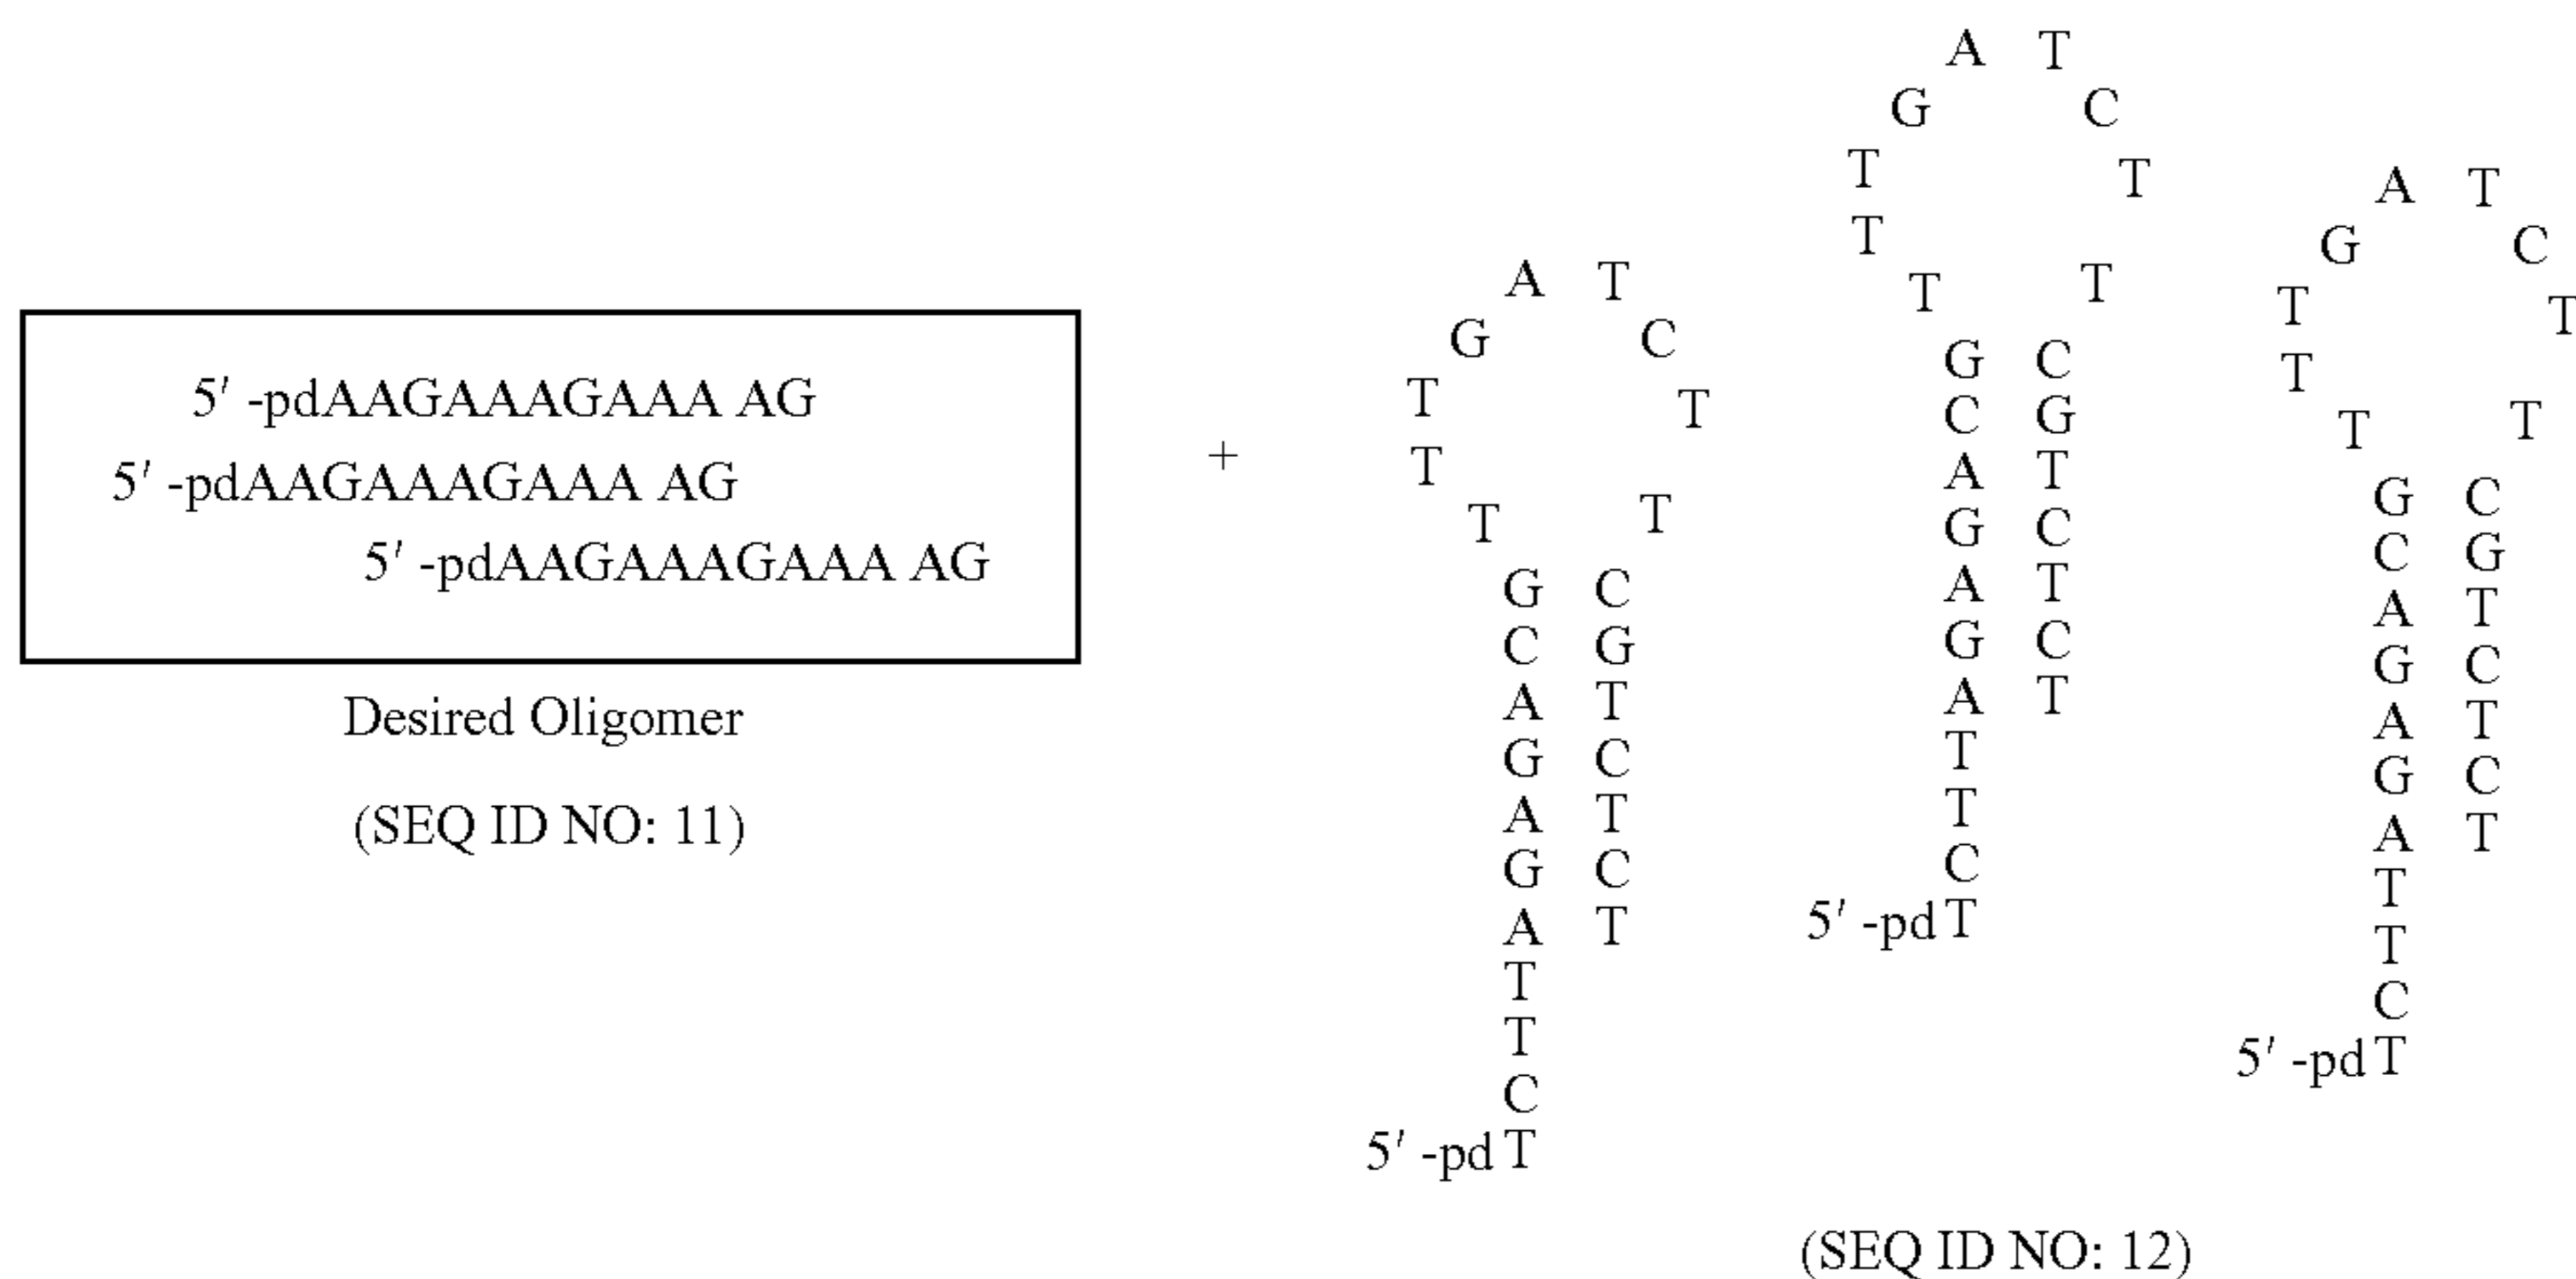 5′ -pdAAGAAAGAAA AG
5′ -pdAAGAAAGAAA AG
5′ -pdAAGAAAGAAA AG
Desired Oligomer
(SEQ ID NO: 11)
+
A T
G C
T T
T
T T
G C
C G
A T
G C
A T
G C
A T
T
T
C
5′ -pdT
A T
G C
T T
T
T T
G C
C G
A T
G C
A T
G C
A T
T
T
C
5′ -pdT
A T
G C
T T
T
T T
G C
C G
A T
G C
A T
G C
A T
T
T
C
5′ -pdT
(SEQ ID NO: 12)